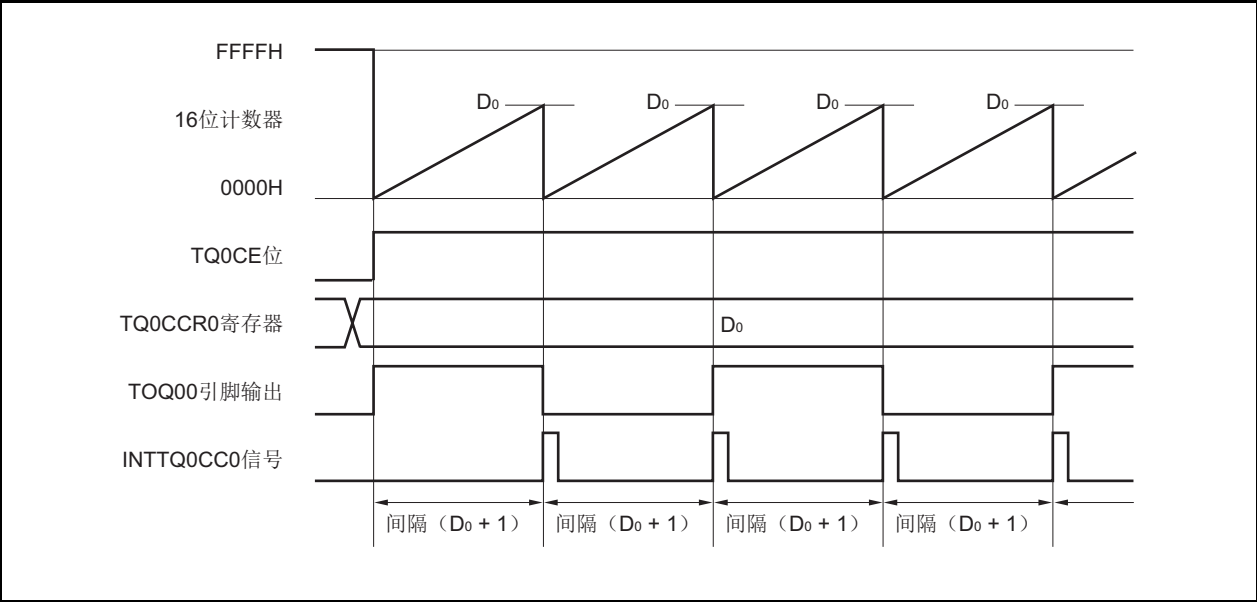 FFFFH
D0 D0 D0 D0
16位计数器
0000H
TQ0CE位
TQ0CCR0寄存器
D0
TOQ00引脚输出
INTTQ0CC0信号
间隔（D0 + 1） 间隔（D0 + 1） 间隔（D0 + 1） 间隔（D0 + 1）